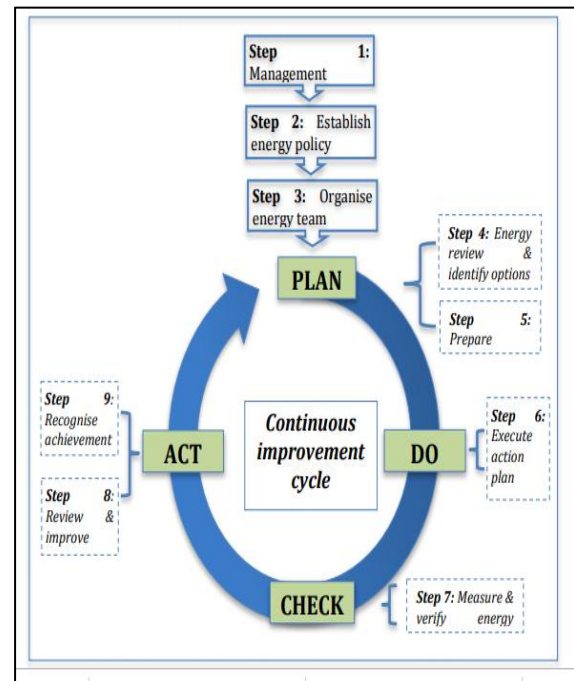 Step 1:
Management
Step 2: Establish
energy policy
Step 3: Organise
energy team
PLAN
Step 4: Energy
review &
identify options
Step 5:
Prepare
Step 9:
Recognise
achievement
ACT
Step 8:
Review &
improve
Continuous
improvement
cycle
DO
Step 6:
Execute
action
plan
CHECK
Step 7: Measure &
verify energy